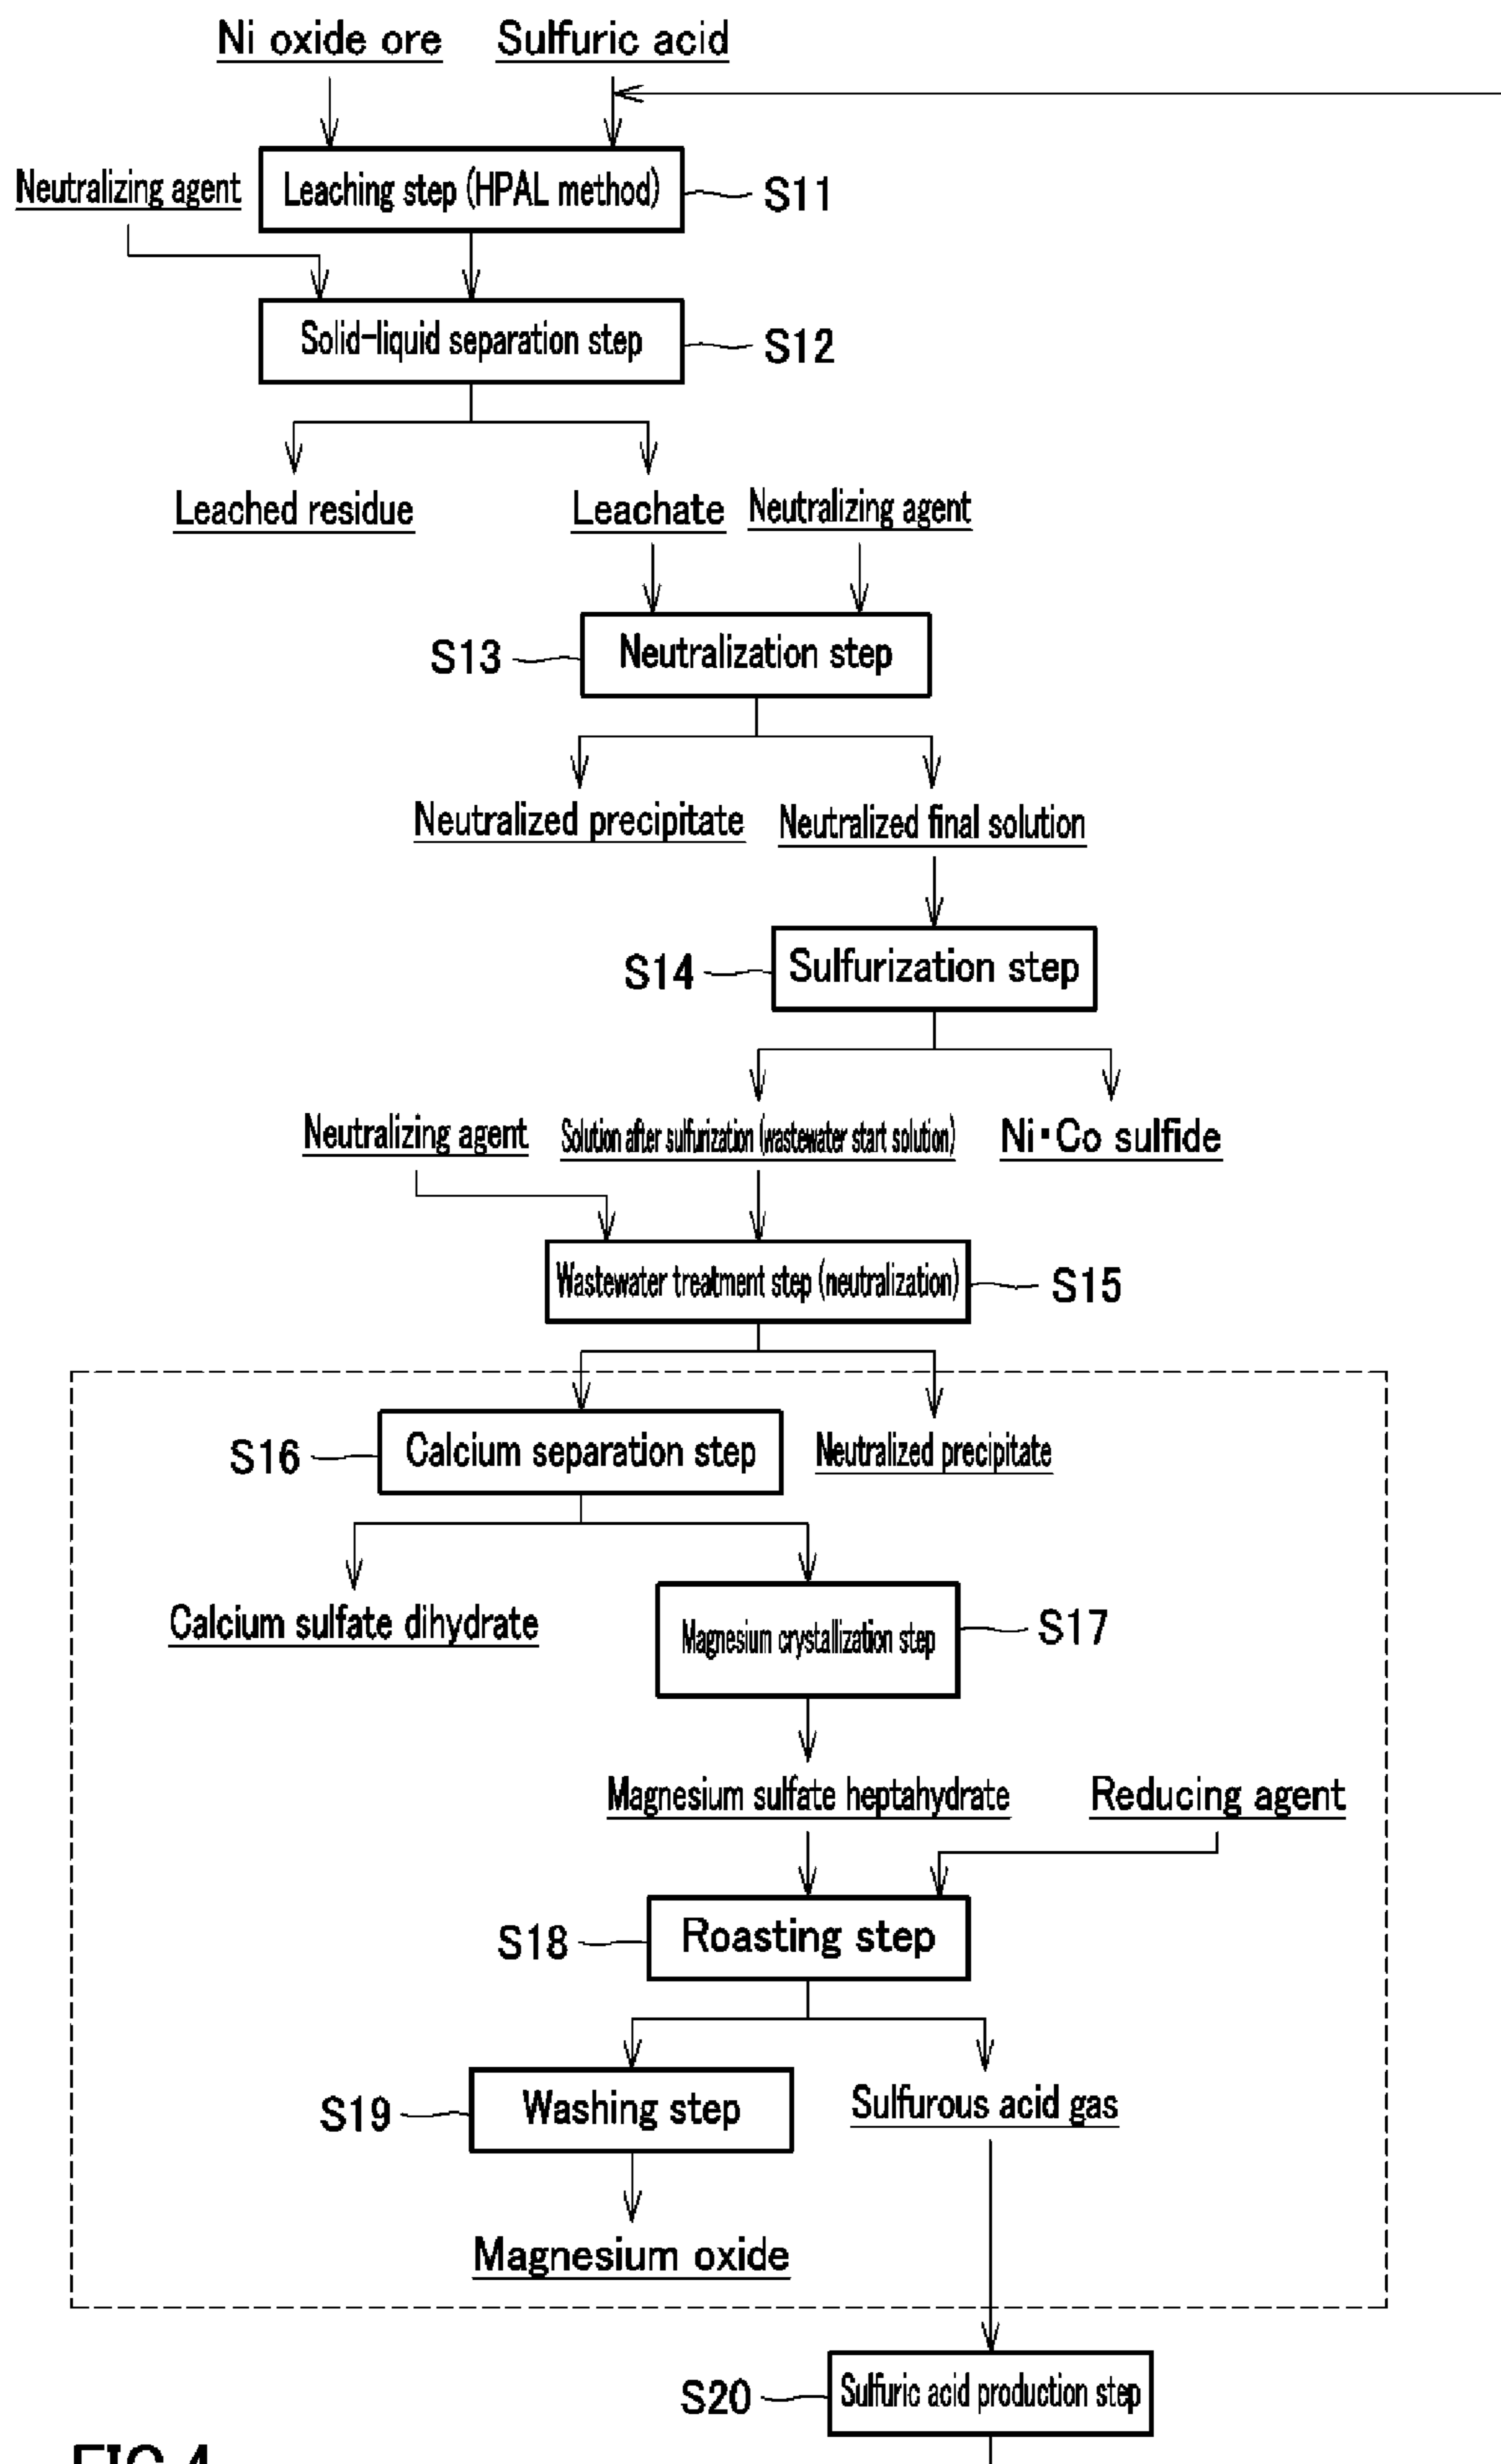 Ni oxide ore
Sulfuric acid
Neutralizing agent
Leaching step (HPAL method)
S11
Solid-liquid separation step
S12
Leached residue
Leachate
Neutralizing agent
S13
Neutralization step
Neutralized precipitate
Neutralized final solution
S14
Sulfurization step
Neutralizing agent
Solution after sulfurization (wastewater start solution)
Ni・Co sulfide
Wastewater treatment step (neutralization)
S15
S16
Calcium separation step
Neutralized precipitate
Calcium sulfate dihydrate
Magnesium crystallization step
S17
Magnesium sulfate heptahydrate
Reducing agent
S18
Roasting step
S19
Washing step
Sulfurous acid gas
Magnesium oxide
S20
Sulfuric acid production step
FIG.4